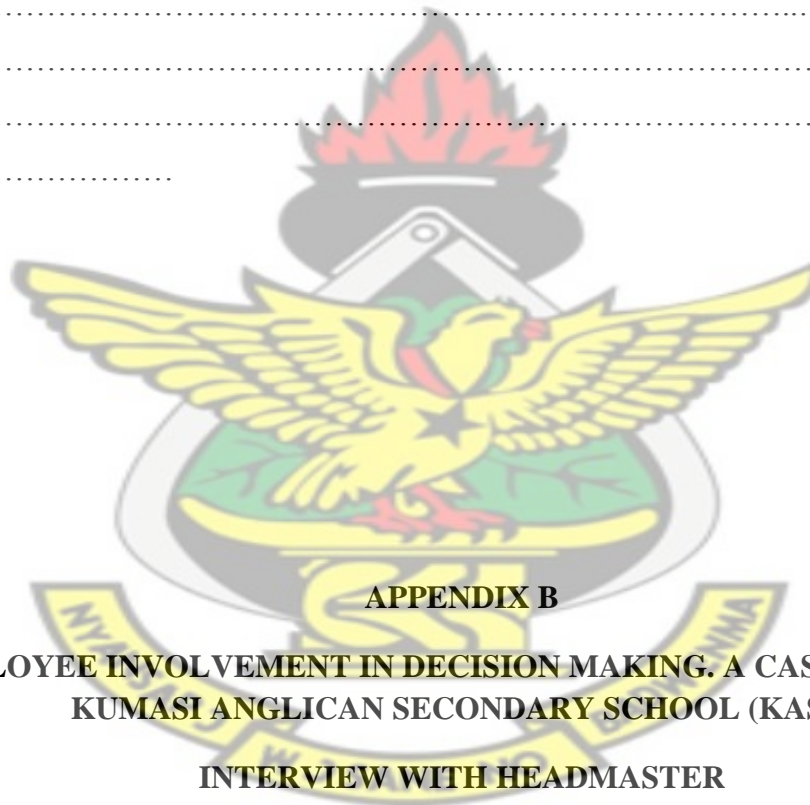 APPENDIX B
LOYEE INVOLVEMENT IN DECISION MAKING. A CAS
KUMASI ANGLICAN SECONDARY SCHOOL (KAS
INTERVIEW WITH HEADMASTER